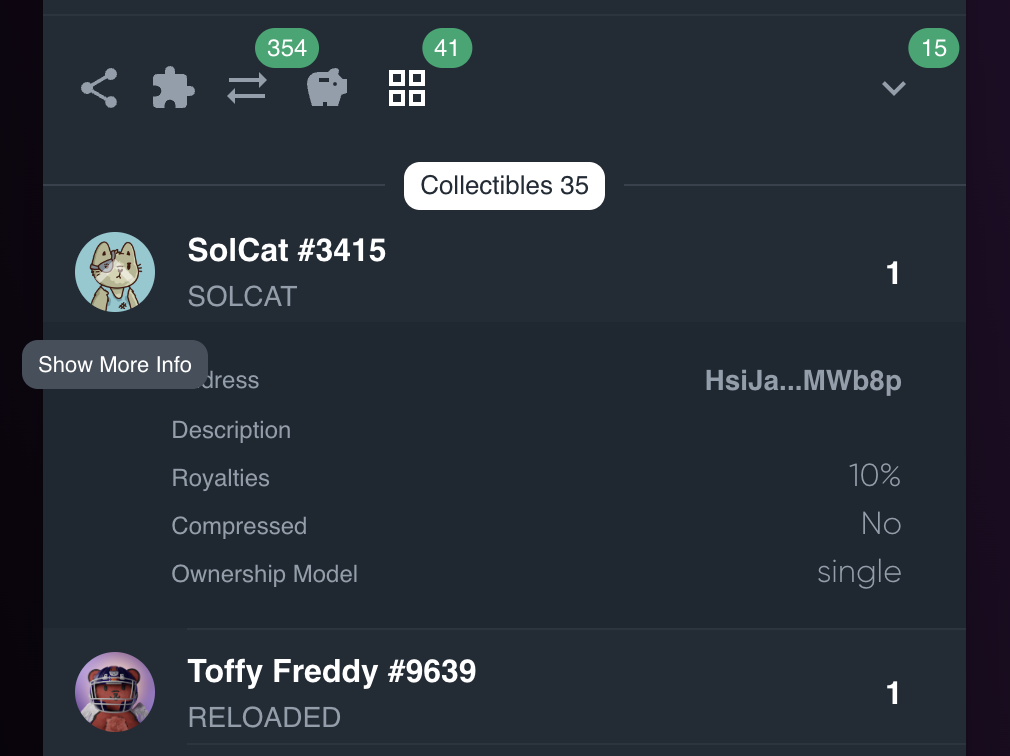 354
41
15
Collectibles 35
SolCat #3415
SOLCAT
1
Show More Info
dress
HsiJa...MWb8p
Description
Royalties
10%
Compressed
No
Ownership Model
single
Toffy Freddy #9639
RELOADED
1